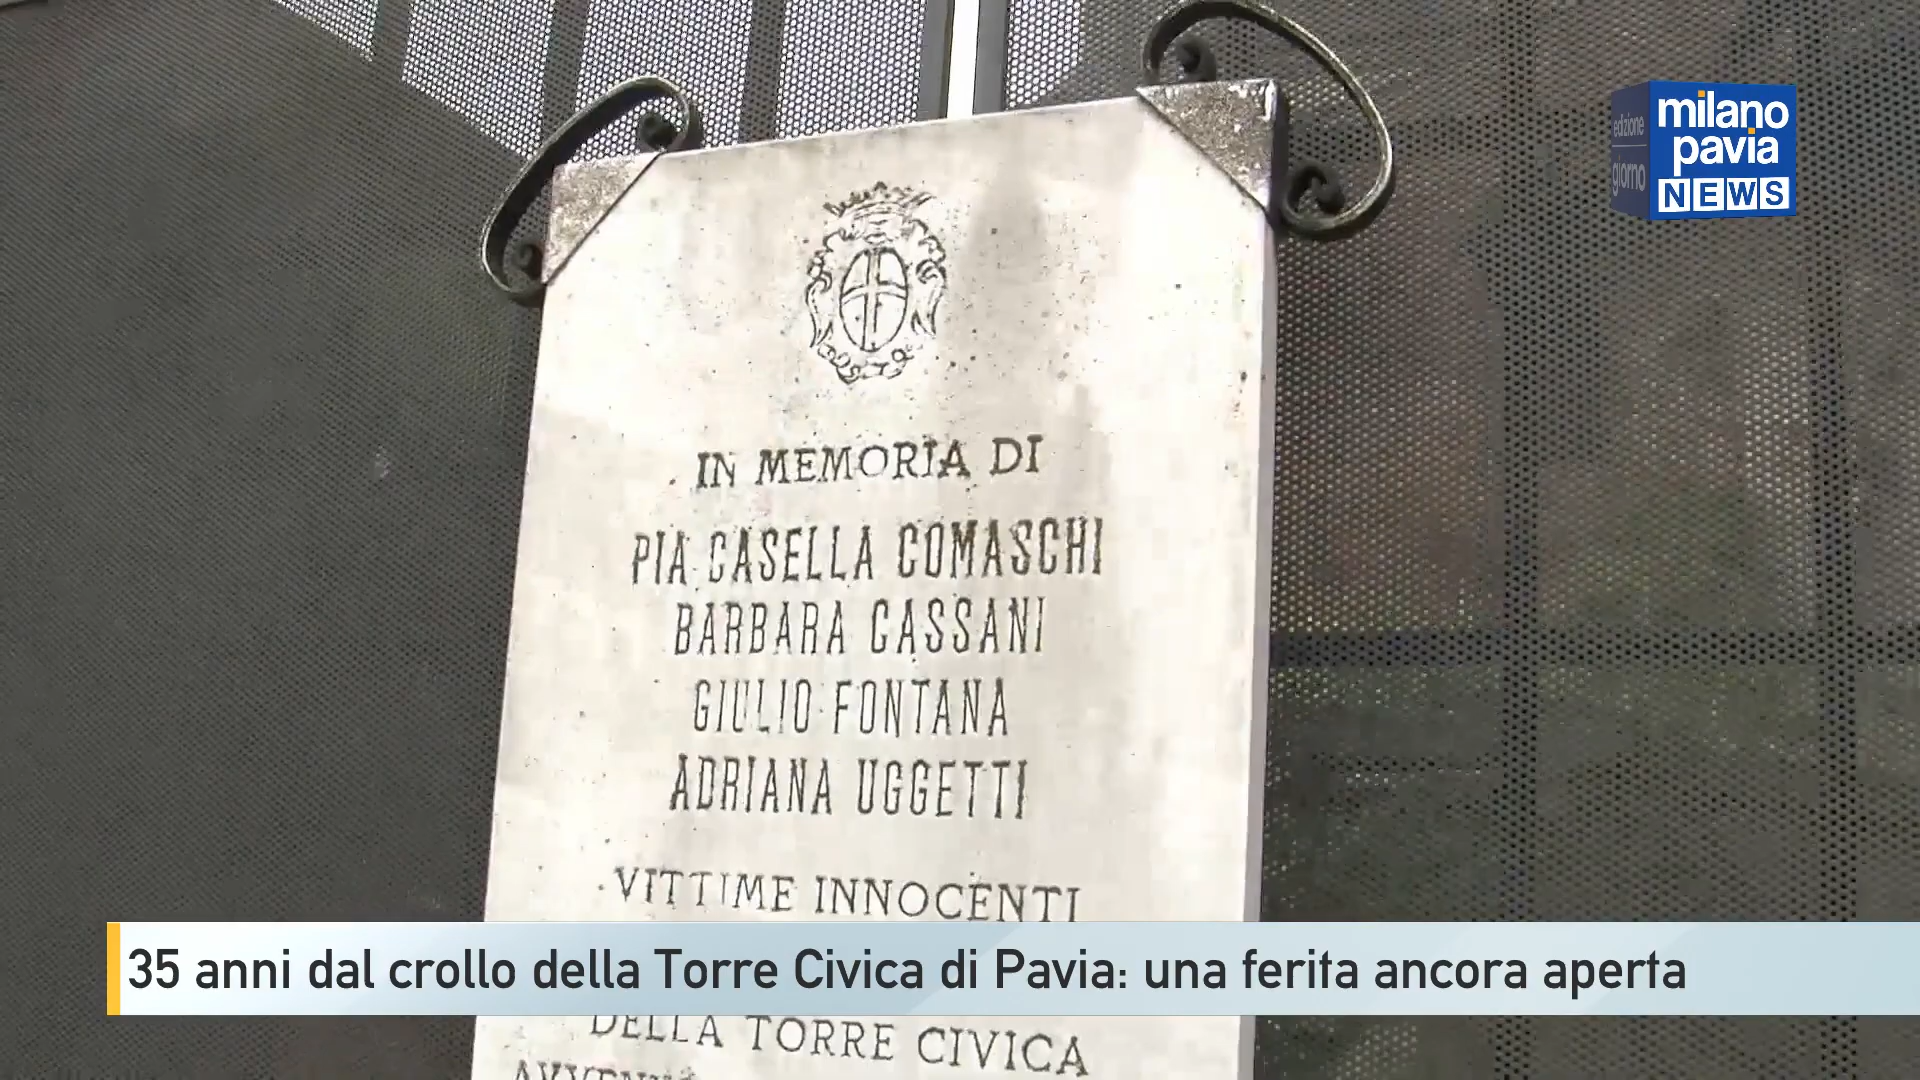 edizione
giorno
milano
pavia
NEWS
IN MEMORIA DI
PIA CASELLA COMASCHI
BARBARA CASSANI
GIULIO FONTANA
ADRIANA UGGETTI
VITTIME INNOCENTI
35 anni dal crollo della Torre Civica di Pavia: una ferita ancora aperta
DELLA TORRE CIVICA